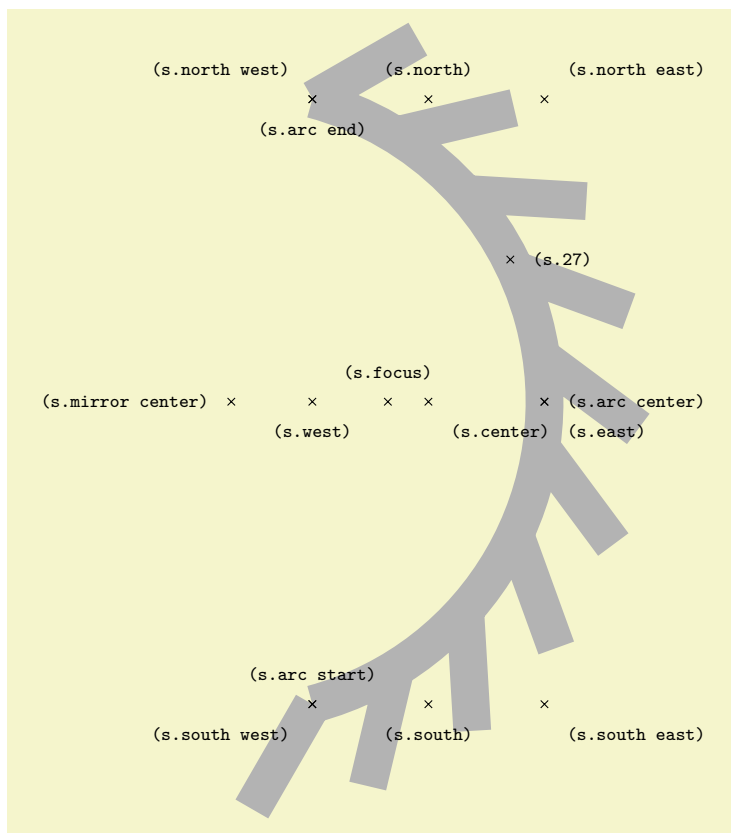 (s.north west) (s.north) (s.north east)
(s.arc end)
(s.27)
(s.focus)
(s.mirror center) (s.arc center)
(s.west) (s.center) (s.east)
(s.arc start)
(s.south west) (s.south) (s.south east)